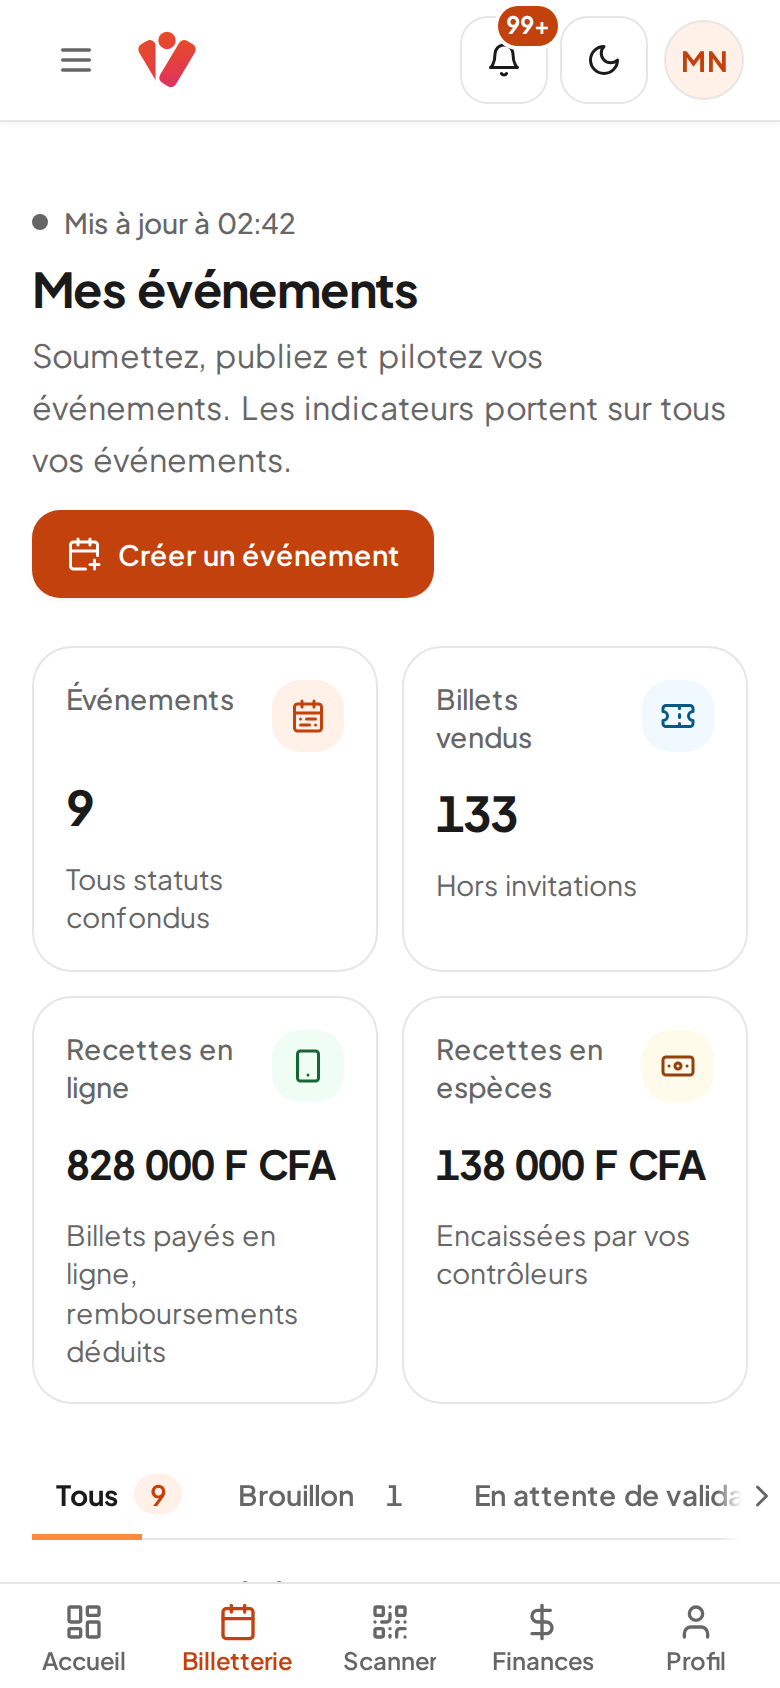 99+
MN
Mis à jour à 02:42
Mes événements
Soumettez, publiez et pilotez vos
événements. Les indicateurs portent sur tous
vos événements.
Créer un événement
Événements
9
Tous statuts
confondus
Billets
vendus
133
Hors invitations
Recettes en
ligne
828 000 F CFA
Billets payés en
ligne,
remboursements
déduits
Recettes en
espèces
138 000 F CFA
Encaissées par vos
contrôleurs
Tous 9 Brouillon 1 En attente de valida
Accueil Billetterie Scanner Finances Profil